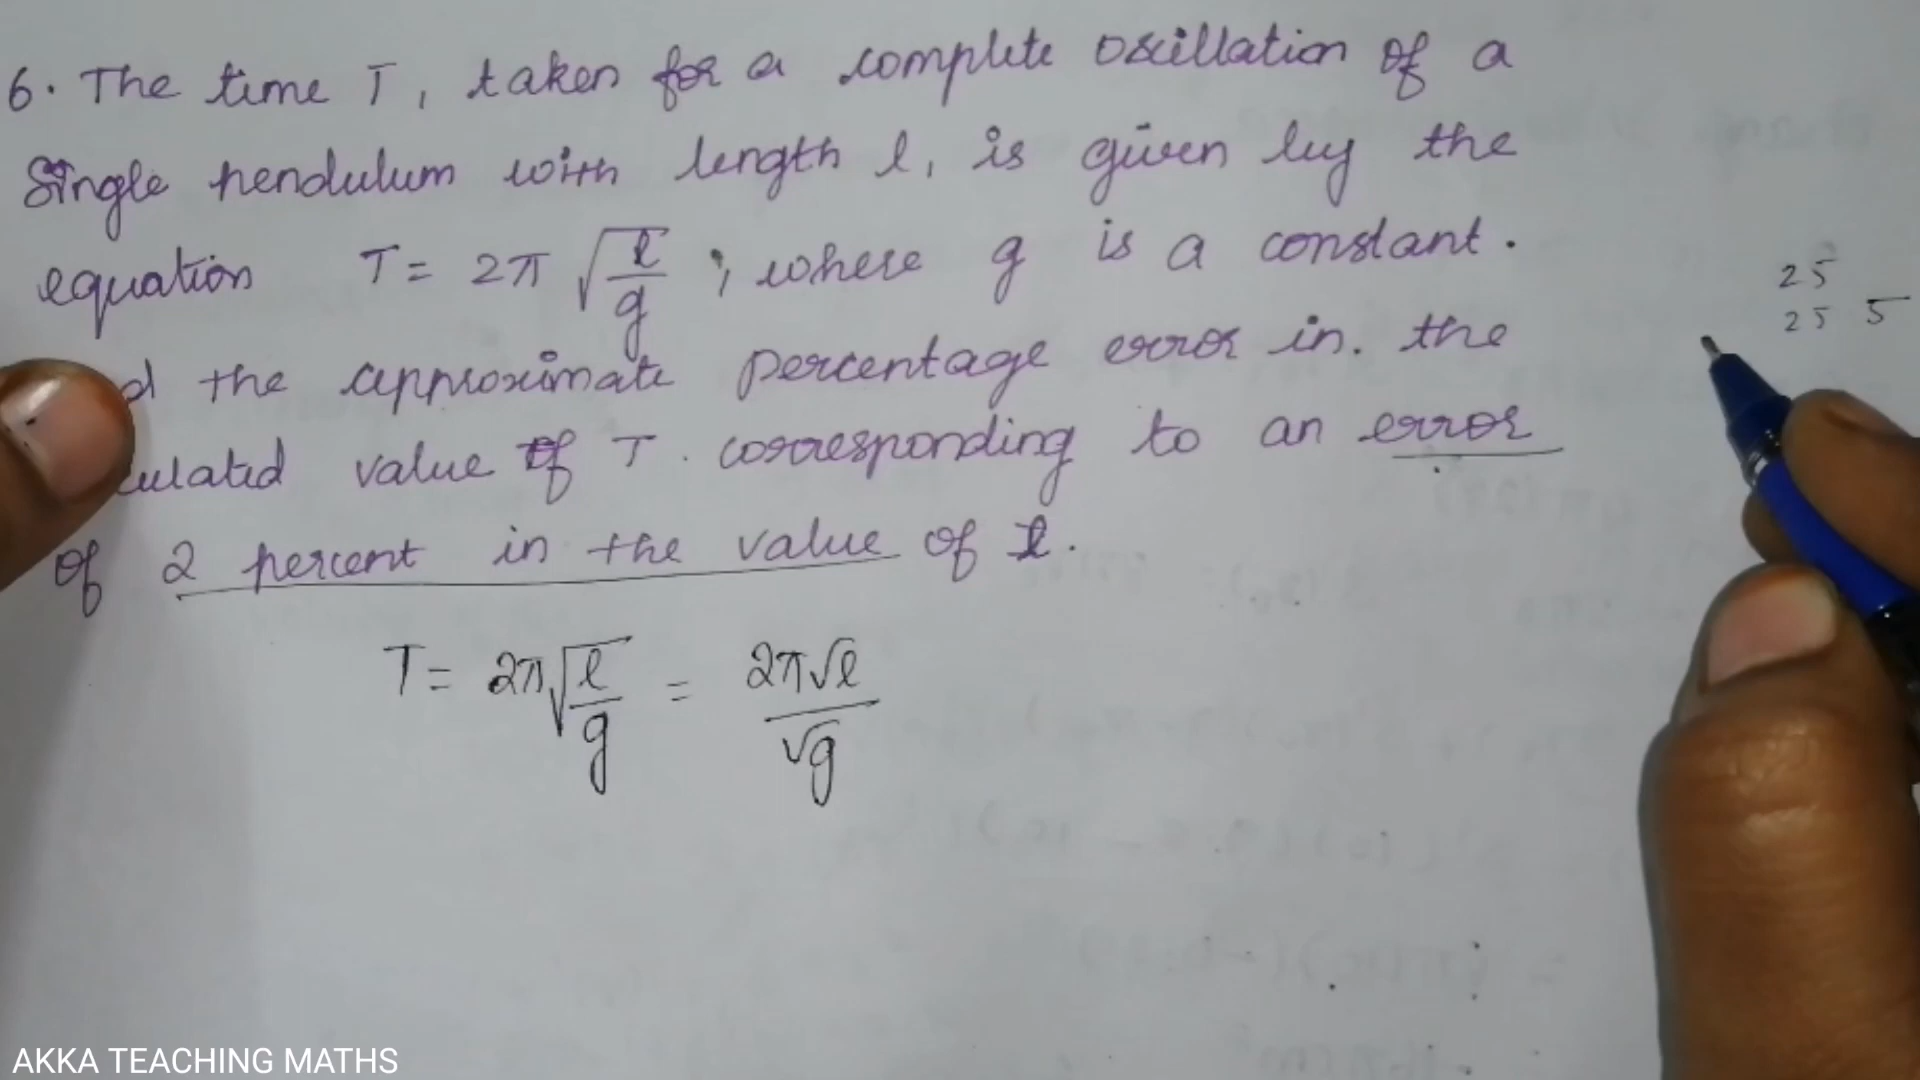 6. The time T, taken for a complete oscillation of a
Single pendulum with length l, is given by the
equation T = 2π √(l/g) , where g is a constant.
the approximate percentage error in. the
value of T. corresponding to an error
of 2 percent in the value of l.
T = 2π√(l/g) = 2π√l / √g
25
25 5
AKKA TEACHING MATHS